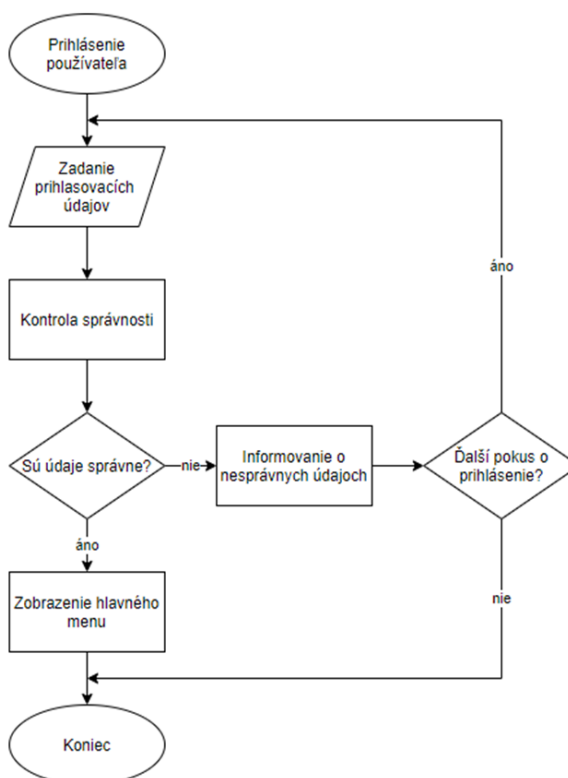 Prihlásenie
používateľa
Zadanie
prihlasovacích
údajov
áno
Kontrola správnosti
Sú údaje správne?
nie
Informovanie o
nesprávnych údajoch
Ďalší pokus o
prihlásenie?
áno
nie
Zobrazenie hlavného
menu
Koniec